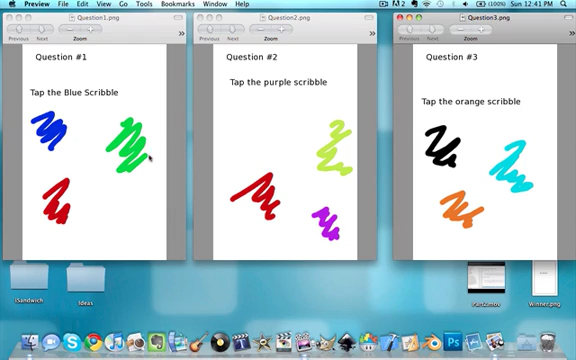 Preview File Edit View Go Tools Bookmarks Window Help
(100%) Sun 12:41 PM
Question1.png
Question2.png
Question3.png
Previous Next Zoom
Previous Next Zoom
Previous Next Zoom
Question #1
Question #2
Question #3
Tap the Blue Scribble
Tap the purple scribble
Tap the orange scribble
iSandwich
Ideas
Winner.png